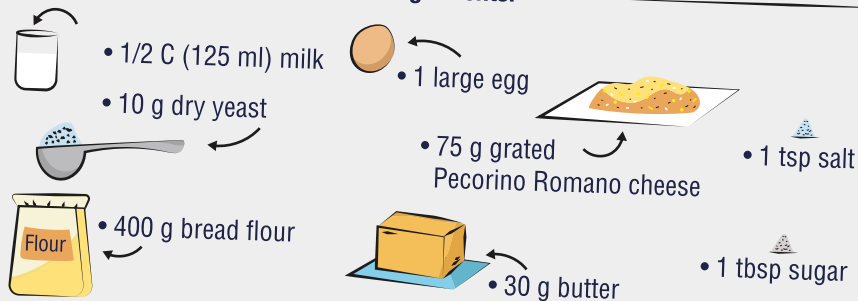 • 1/2 C (125 ml) milk
• 10 g dry yeast
Flour
• 400 g bread flour
• 1 large egg
• 75 g grated
Pecorino Romano cheese
• 30 g butter
• 1 tsp salt
• 1 tbsp sugar